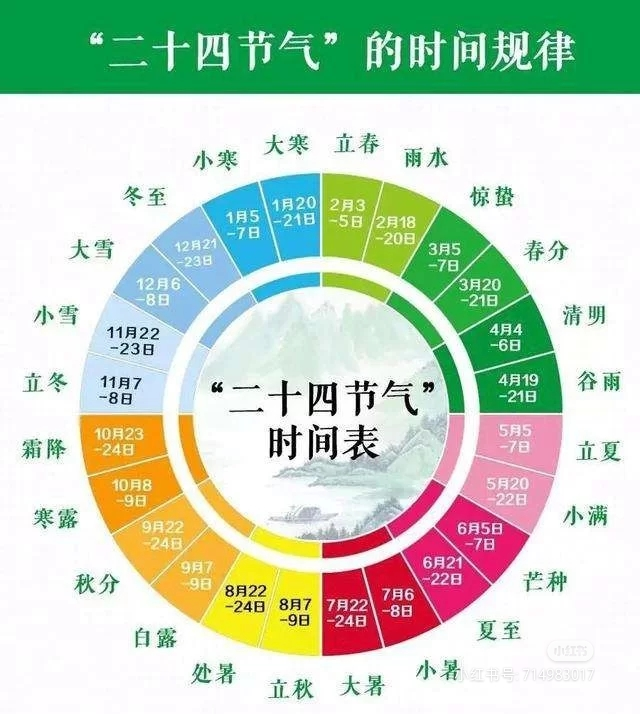 “二十四节气”的时间规律
立春
2月3
-5日
雨水
2月18
-20日
惊蛰
3月5
-7日
春分
3月20
-21日
清明
4月4
-6日
谷雨
4月19
-21日
立夏
5月5
-7日
小满
5月20
-22日
芒种
6月5日
-7日
夏至
6月21
-22日
小暑
7月6
-8日
大暑
7月22
-24日
立秋
8月7
-9日
处暑
8月22
-24日
白露
9月7
-9日
秋分
9月22
-24日
寒露
10月8
-9日
霜降
10月23
-24日
立冬
11月7
-8日
小雪
11月22
-23日
大雪
12月6
-8日
冬至
12月21
-23日
小寒
1月5
-7日
大寒
1月20
-21日
“二十四节气”
时间表
小红书
小红书号: 714983017